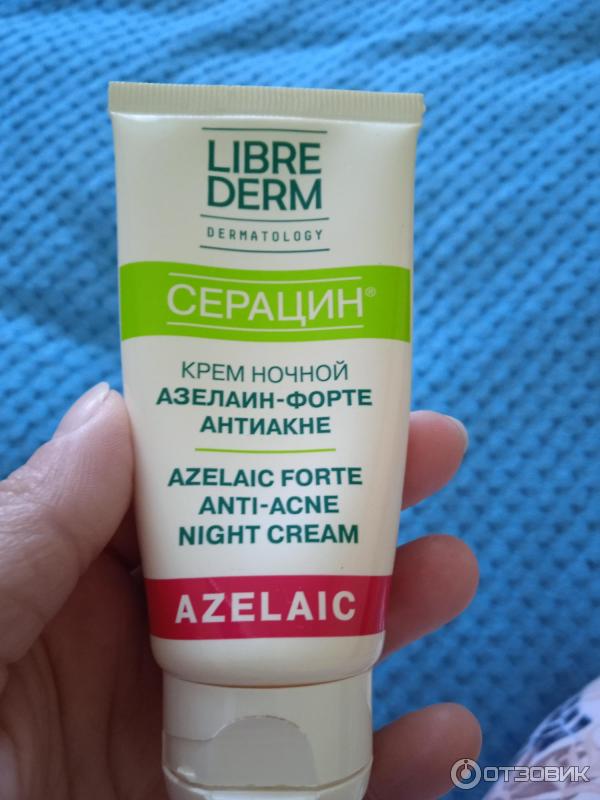 LIBRE
DERM
DERMATOLOGY
СЕРАЦИН®
КРЕМ НОЧНОЙ
АЗЕЛАИН-ФОРТЕ
АНТИАКНЕ
AZELAIC FORTE
ANTI-ACNE
NIGHT CREAM
AZELAIC
ОТЗОВИК